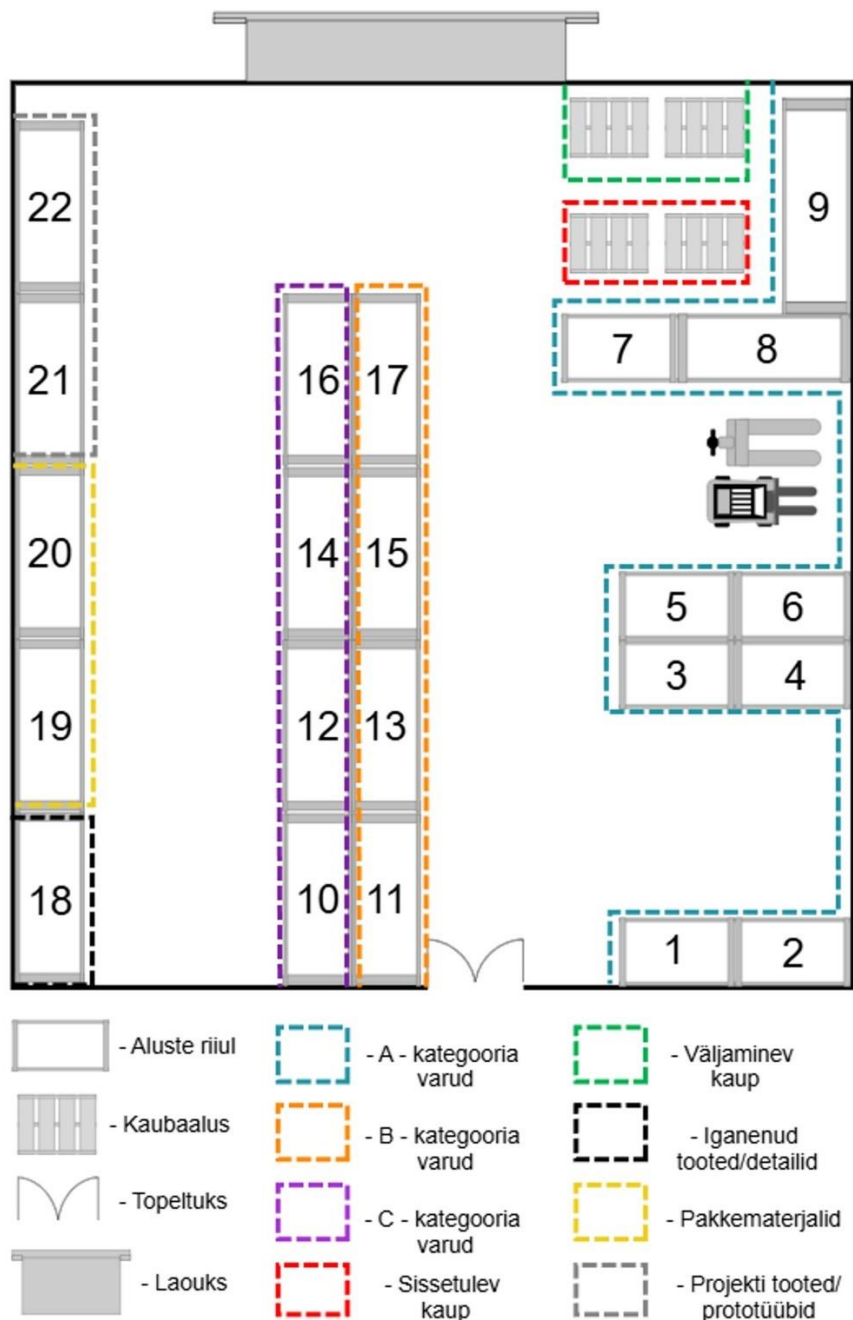 22
9
21
16
17
7
8
20
14
15
5
6
3
4
19
12
13
18
10
11
1
2
- Aluste riiul
- Kaubaalus
- Topeltuks
- Laouks
- A - kategooria
varud
- B - kategooria
varud
- C - kategooria
varud
- Sissetulev
kaup
- Väljaminev
kaup
- Iganenud
tooted/detailid
- Pakkematerjalid
- Projekti tooted/
prototüübid